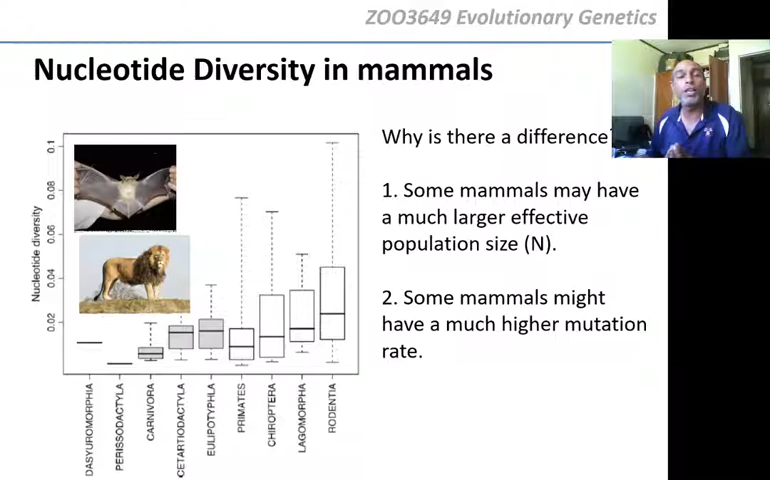 ZOO3649 Evolutionary Genetics
Nucleotide Diversity in mammals
Why is there a difference?
1. Some mammals may have
a much larger effective
population size (N).
2. Some mammals might
have a much higher mutation
rate.
Nucleotide diversity
0.1
0.08
0.06
0.04
0.02
DASYUROMORPHIA
PERISSODACTYLA
CARNIVORA
CETARTIODACTYLA
EULIPOTYPHLA
PRIMATES
CHIROPTERA
LAGOMORPHA
RODENTIA